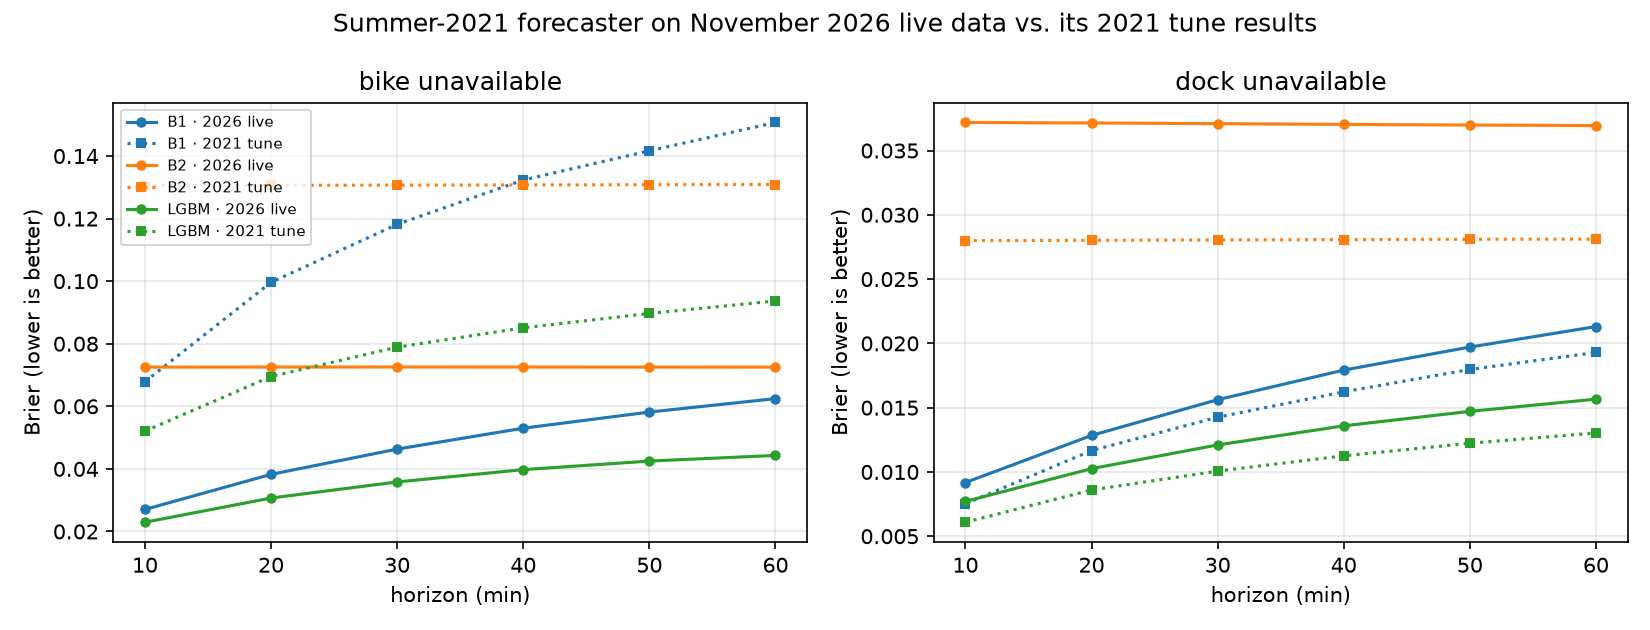 Summer-2021 forecaster on November 2026 live data vs. its 2021 tune results
bike unavailable
B1 · 2026 live
B1 · 2021 tune
B2 · 2026 live
B2 · 2021 tune
LGBM · 2026 live
LGBM · 2021 tune
Brier (lower is better)
0.14
0.12
0.10
0.08
0.06
0.04
0.02
10 20 30 40 50 60
horizon (min)
dock unavailable
Brier (lower is better)
0.035
0.030
0.025
0.020
0.015
0.010
0.005
10 20 30 40 50 60
horizon (min)